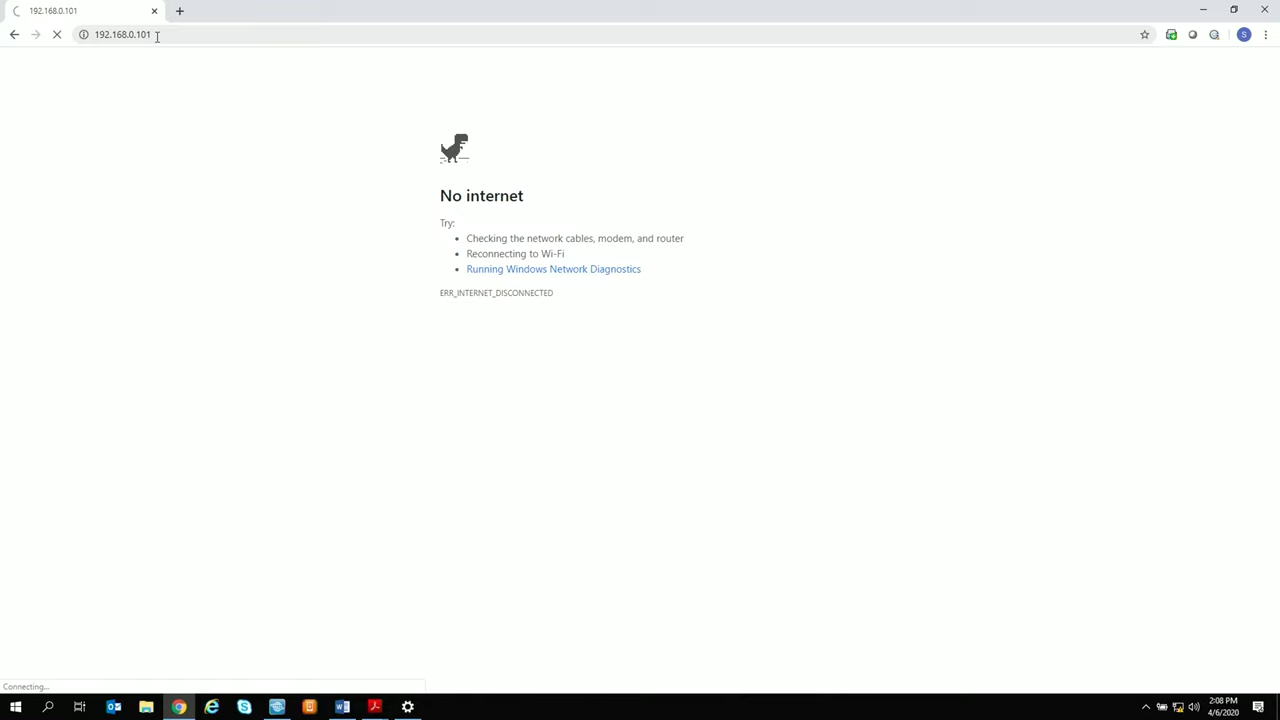 192.168.0.101
192.168.0.101
S
No internet
Try:
Checking the network cables, modem, and router
Reconnecting to Wi-Fi
Running Windows Network Diagnostics
ERR_INTERNET_DISCONNECTED
Connecting...
2:08 PM
4/6/2020